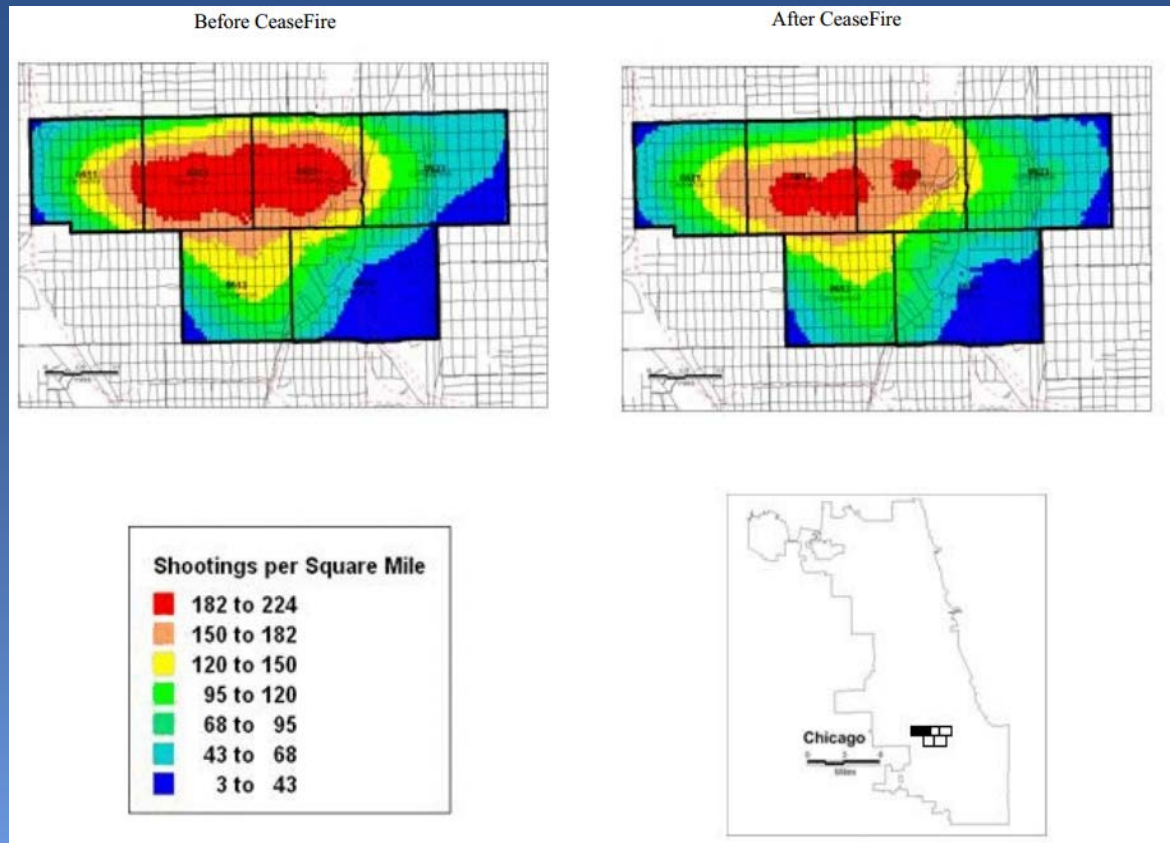 Before CeaseFire
After CeaseFire
Shootings per Square Mile
182 to 224
150 to 182
120 to 150
95 to 120
68 to 95
43 to 68
3 to 43
Chicago
Miles